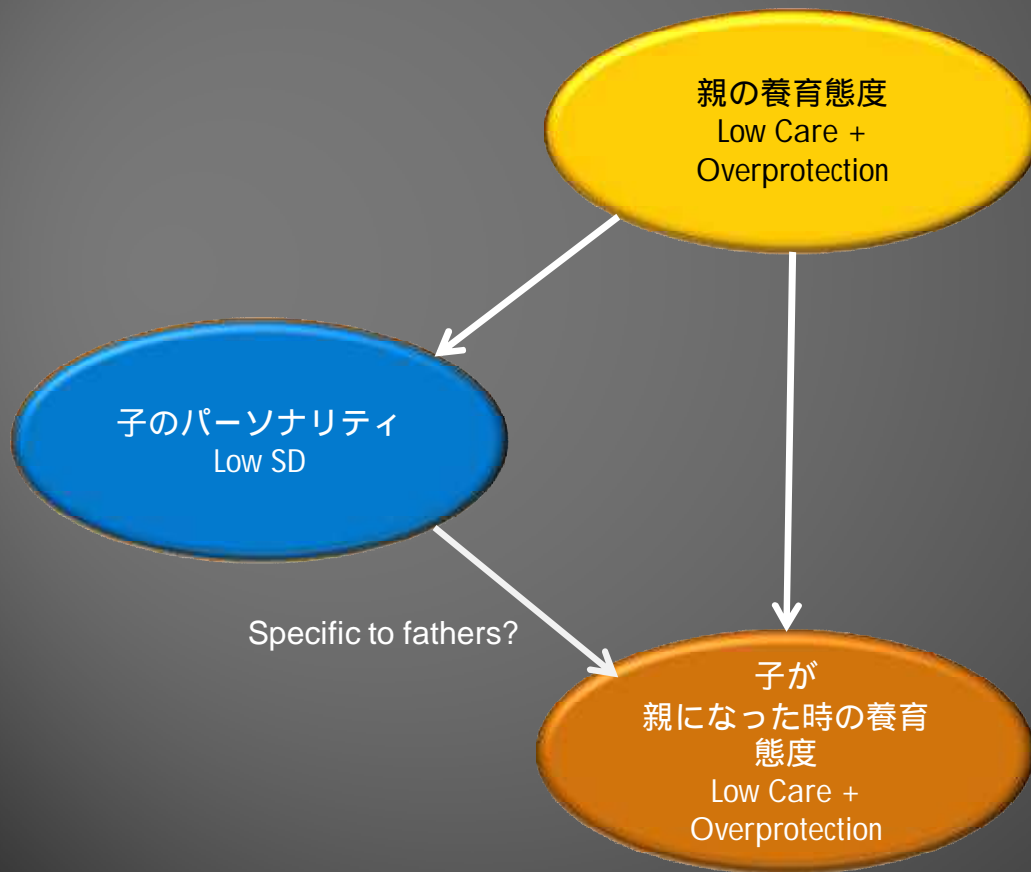 親の養育態度
Low Care +
Overprotection
子のパーソナリティ
Low SD
Specific to fathers?
子が
親になった時の養育
態度
Low Care +
Overprotection